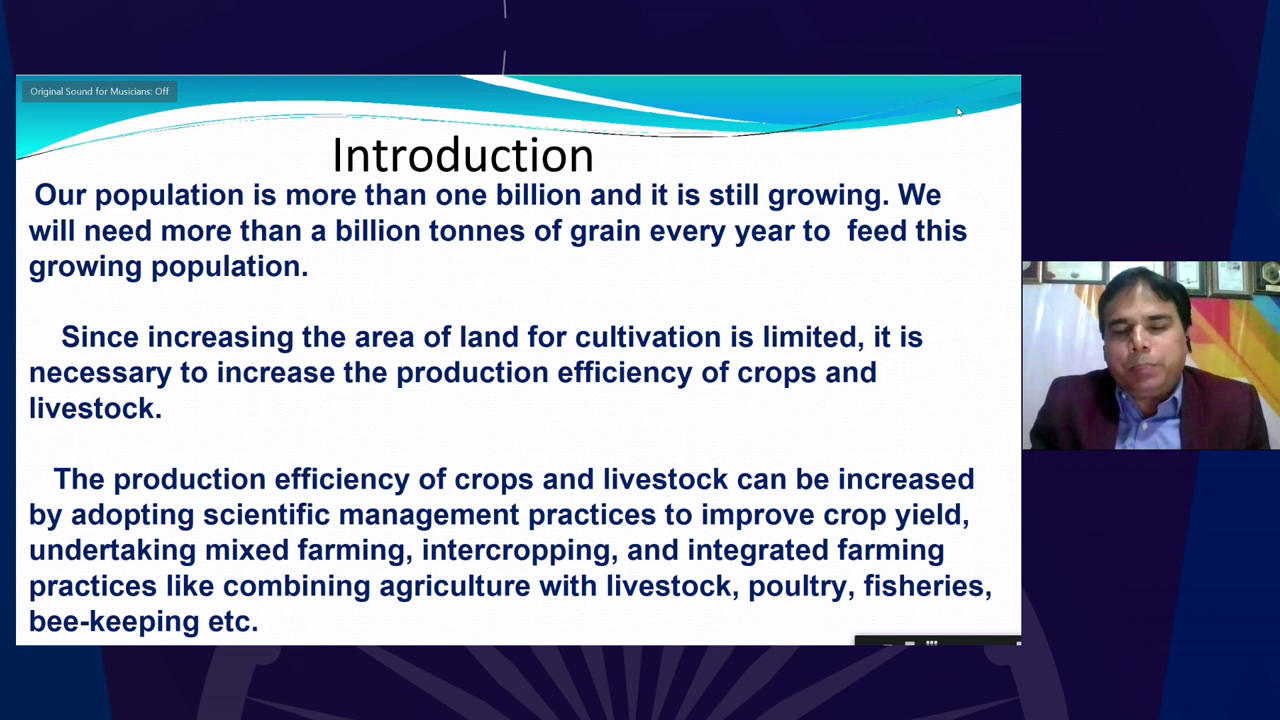 Original Sound for Musicians: Off
Introduction
Our population is more than one billion and it is still growing. We
will need more than a billion tonnes of grain every year to feed this
growing population.
Since increasing the area of land for cultivation is limited, it is
necessary to increase the production efficiency of crops and
livestock.
The production efficiency of crops and livestock can be increased
by adopting scientific management practices to improve crop yield,
undertaking mixed farming, intercropping, and integrated farming
practices like combining agriculture with livestock, poultry, fisheries,
bee-keeping etc.